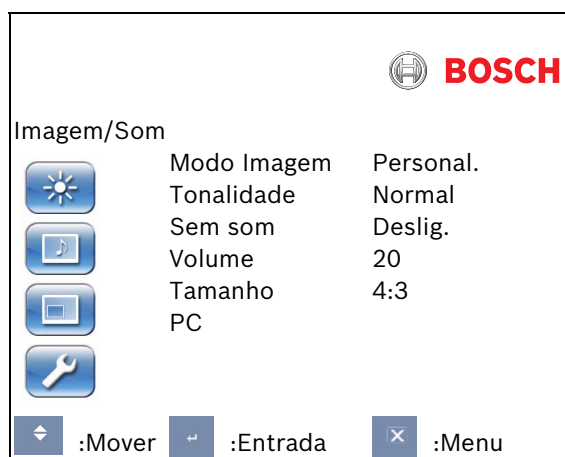 BOSCH
Imagem/Som
Modo Imagem Personal.
Tonalidade Normal
Sem som Deslig.
Volume 20
Tamanho 4:3
PC
:Mover :Entrada :Menu